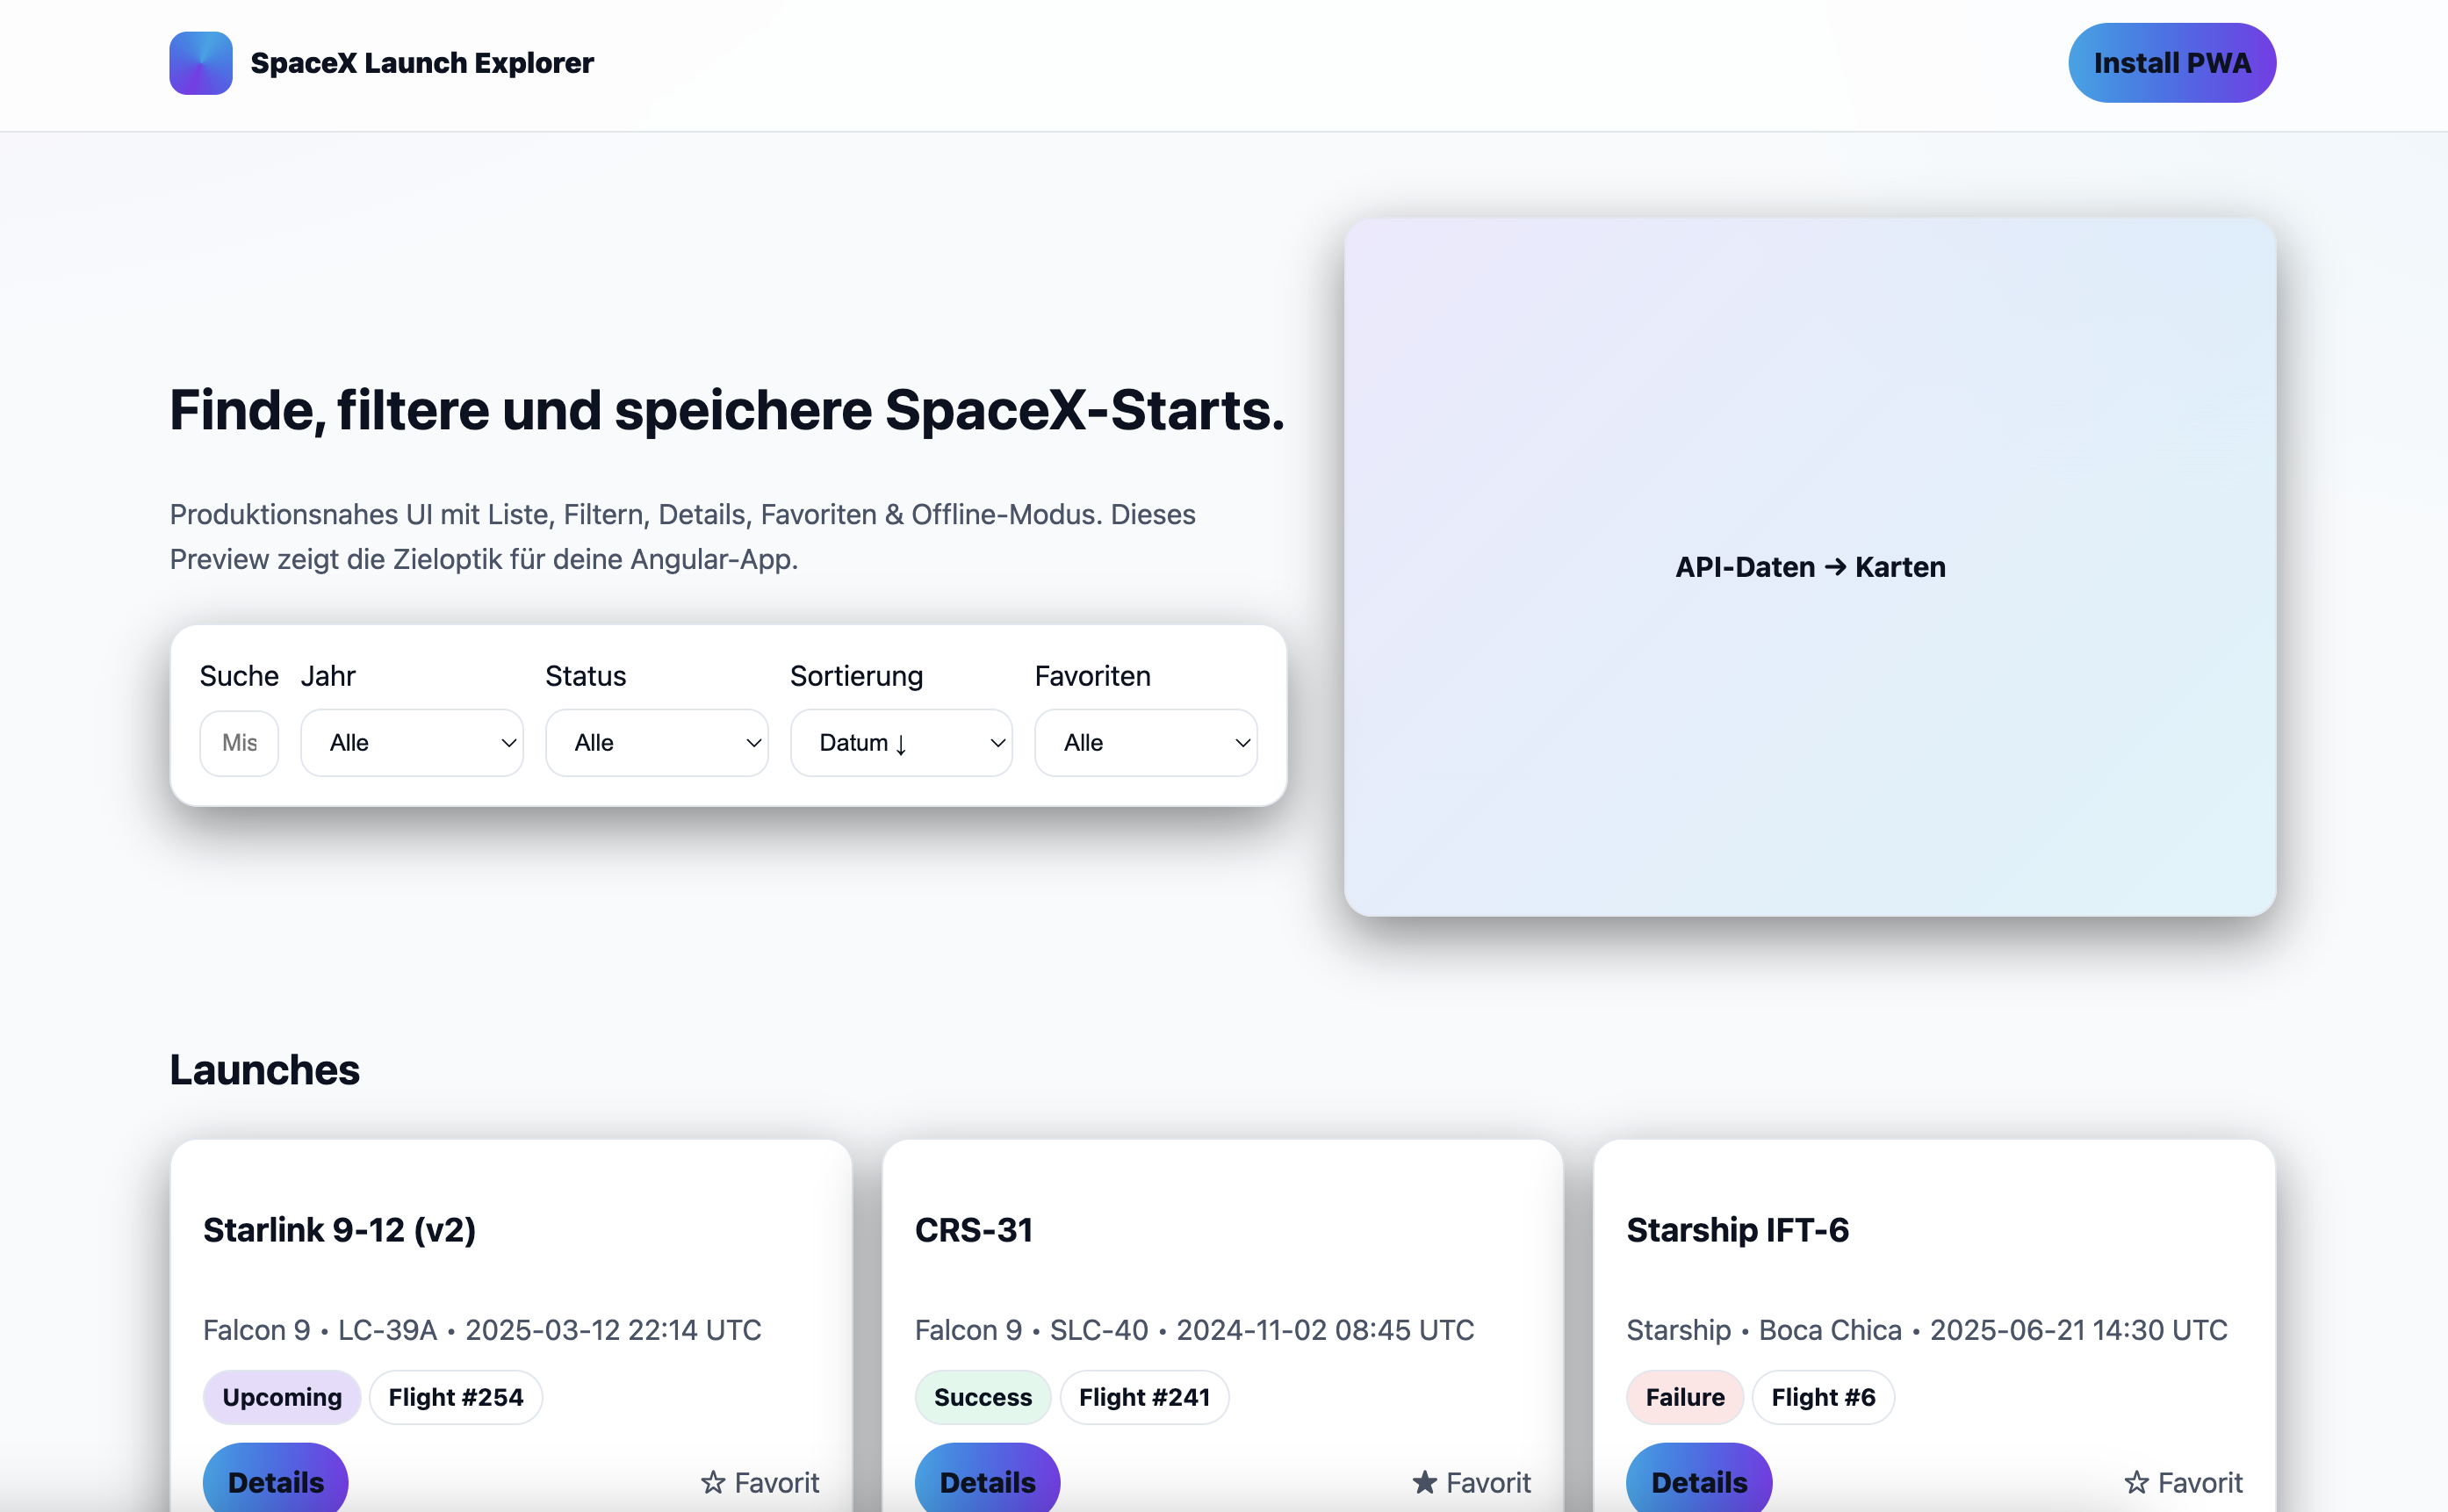 SpaceX Launch Explorer
Install PWA
Finde, filtere und speichere SpaceX-Starts.
Produktionsnahes UI mit Liste, Filtern, Details, Favoriten & Offline-Modus. Dieses
Preview zeigt die Zieloptik für deine Angular-App.
Suche Jahr Status Sortierung Favoriten
Mis Alle Alle Datum ↓ Alle
API-Daten → Karten
Launches
Starlink 9-12 (v2)
Falcon 9 • LC-39A • 2025-03-12 22:14 UTC
Upcoming Flight #254
Details ☆ Favorit
CRS-31
Falcon 9 • SLC-40 • 2024-11-02 08:45 UTC
Success Flight #241
Details ★ Favorit
Starship IFT-6
Starship • Boca Chica • 2025-06-21 14:30 UTC
Failure Flight #6
Details ☆ Favorit